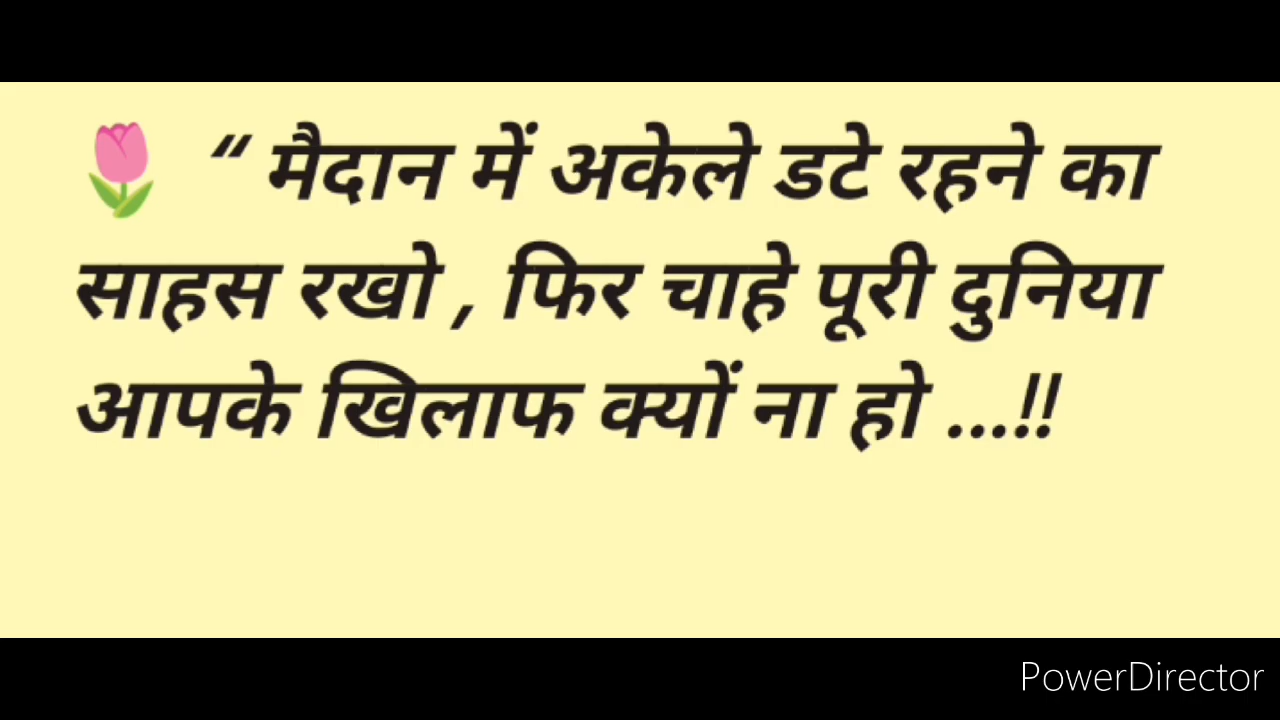 🌷 “ मैदान में अकेले डटे रहने का
साहस रखो , फिर चाहे पूरी दुनिया
आपके खिलाफ क्यों ना हो ...!!
PowerDirector